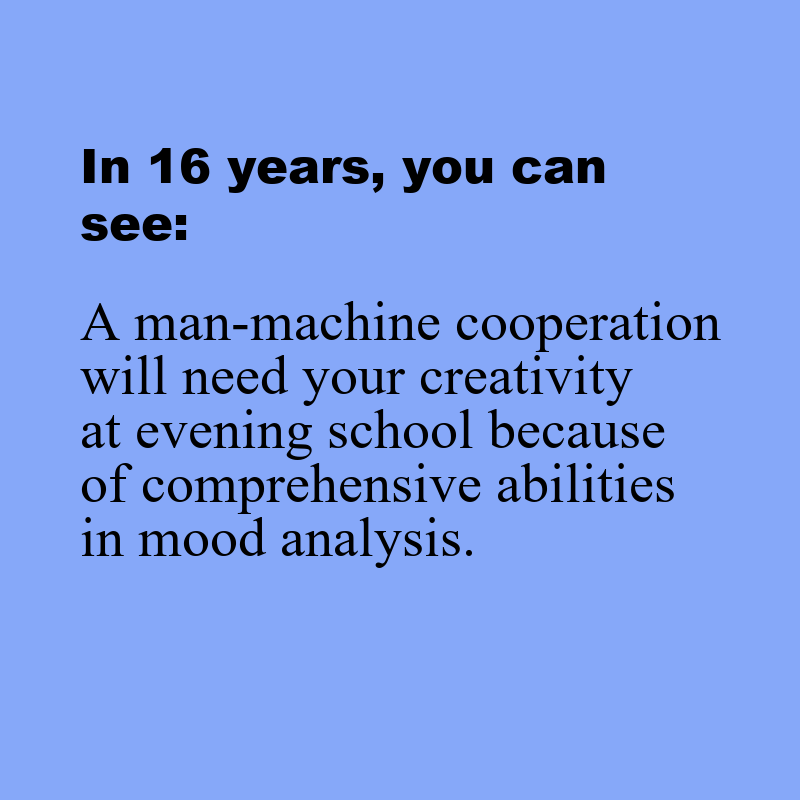 In 16 years, you can
see:
A man-machine cooperation
will need your creativity
at evening school because
of comprehensive abilities
in mood analysis.